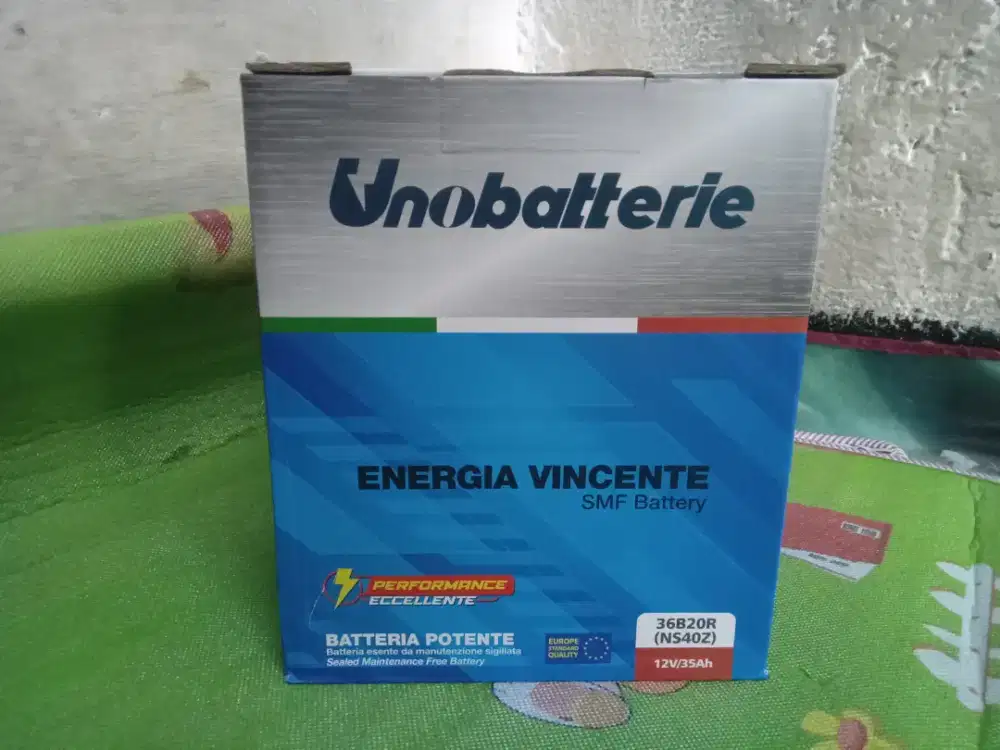 Unobatterie
ENERGIA VINCENTE
SMF Battery
PERFORMANCE
ECCELLENTE
BATTERIA POTENTE
Batteria esente da manutenzione sigillata
Sealed Maintenance Free Battery
EUROPE
STANDARD
QUALITY
36B20R
(NS40Z)
12V/35Ah